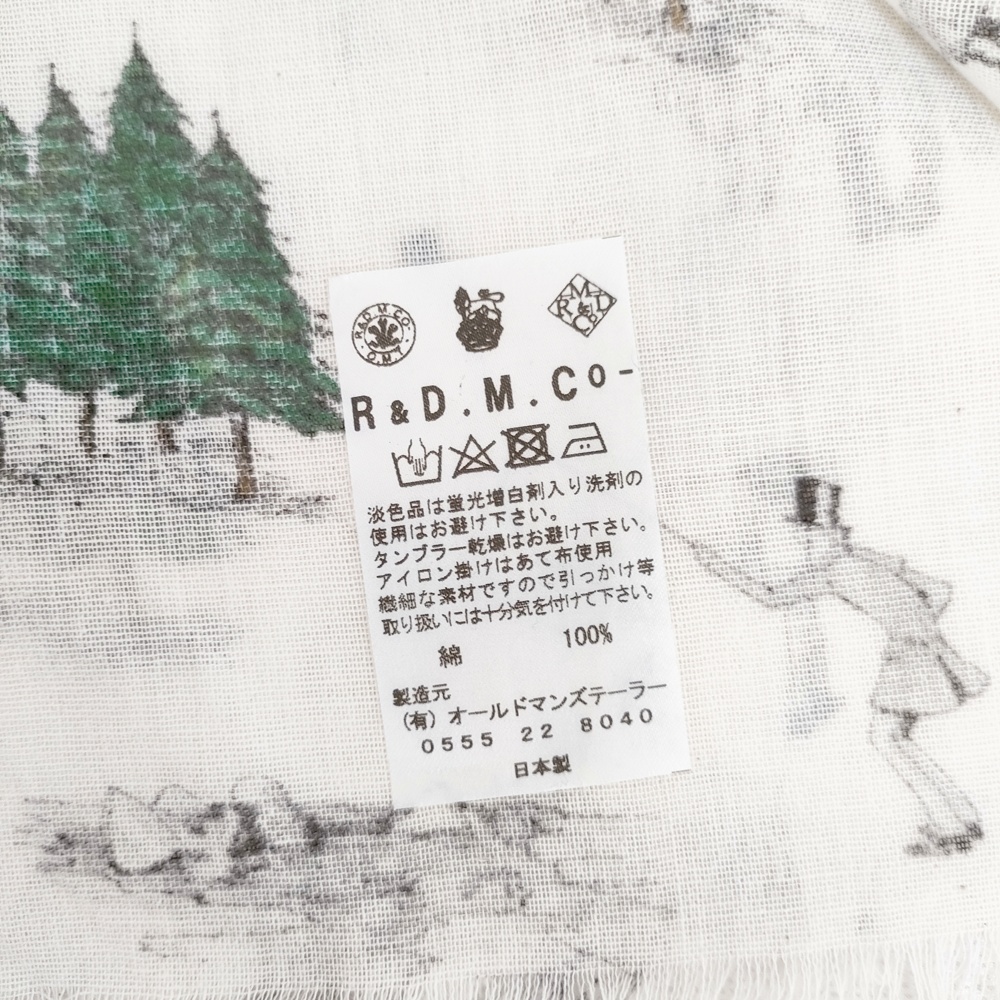 R&D.M.CO.
O.M.T
R M D & Co
R&D.M.Co-
淡色品は蛍光増白剤入り洗剤の
使用はお避け下さい。
タンブラー乾燥はお避け下さい。
アイロン掛けはあて布使用
繊細な素材ですので引っかけ等
取り扱いには十分気を付けて下さい。
綿 100%
製造元
(有)オールドマンズテーラー
0555 22 8040
日本製